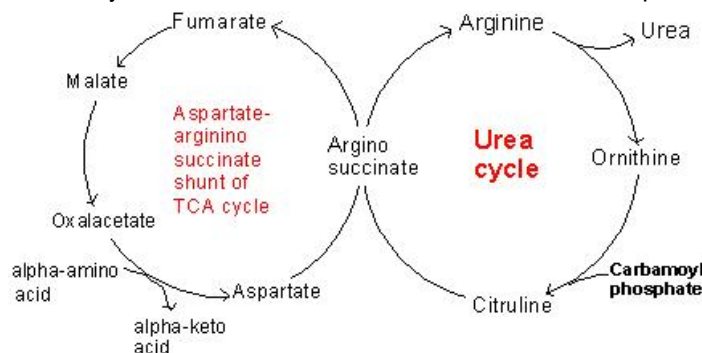 Fumarate
Arginine
Urea
Malate
Aspartate-
arginino
succinate
shunt of
TCA cycle
Argino
succinate
Urea
cycle
Ornithine
Oxalacetate
alpha-amino
acid
Aspartate
Citruline
Carbamoyl
phosphate
alpha-keto
acid